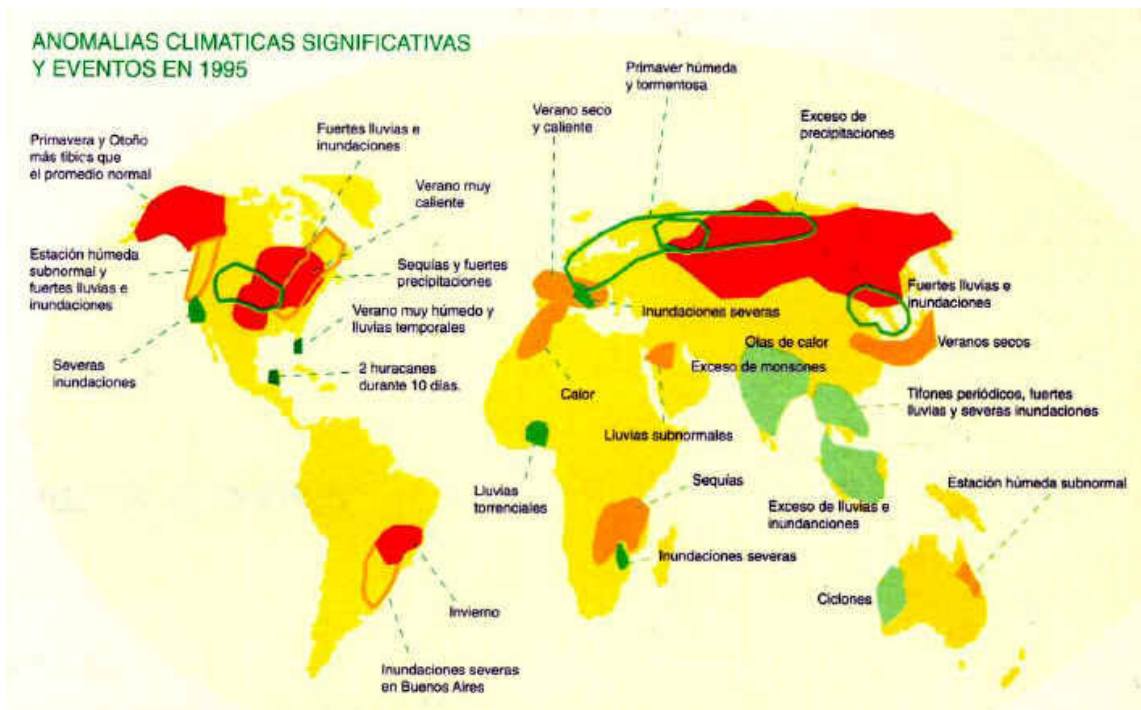 ANOMALIAS CLIMATICAS SIGNIFICATIVAS
Y EVENTOS EN 1995
Primaver húmeda
y tormentosa
Verano seco
y caliente
Exceso de
precipitaciones
Fuertes lluvias e
inundaciones
Primavera y Otoño
más tibics que
el promedio normal
Verano muy
caliente
Estación húmeda
subnormal y
fuertes lluvias e
inundaciones
Sequías y fuertes
precipitaciones
Fuertes lluvias e
inundaciones
Verano muy húmedo y
lluvias temporales
Inundaciones severas
Olas de calor
Veranos secos
Severas
inundaciones
2 huracanes
durante 10 días.
Calor
Exceso de monsones
Tifones periódicos, fuertes
lluvias y severas inundaciones
Lluvias subnormales
Lluvias
torrenciales
Sequías
Estación húmeda subnormal
Exceso de lluvias e
inundanciones
Inundaciones severas
Ciclones
Invierno
Inundaciones severas
en Buenos Aires